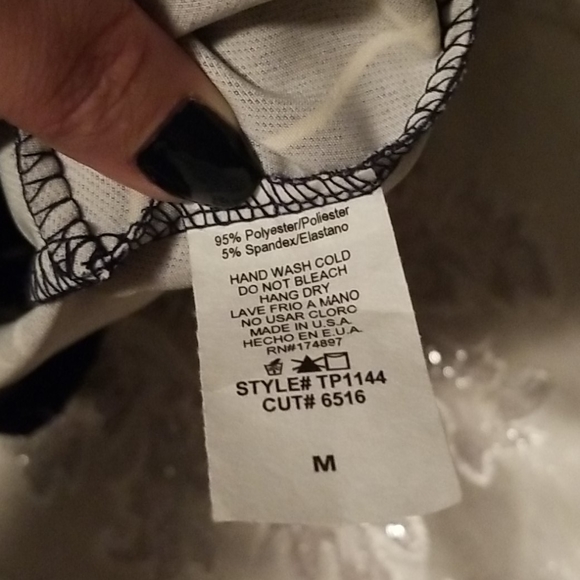 95% Polyester/Poliester
5% Spandex/Elastano
HAND WASH COLD
DO NOT BLEACH
HANG DRY
LAVE FRIO A MANO
NO USAR CLORO
MADE IN U.S.A.
HECHO EN E.U.A.
RN#174897
STYLE# TP1144
CUT# 6516
M